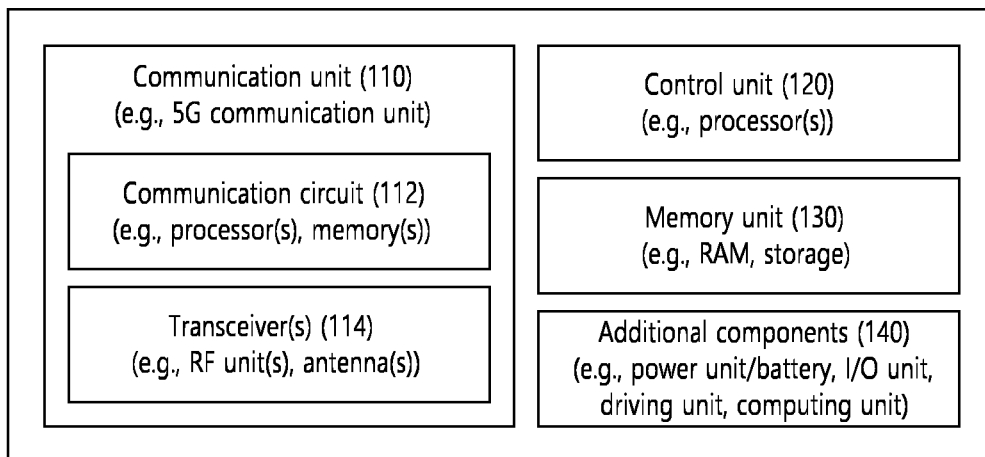 Communication unit (110)
(e.g., 5G communication unit)
Communication circuit (112)
(e.g., processor(s), memory(s))
Transceiver(s) (114)
(e.g., RF unit(s), antenna(s))
Control unit (120)
(e.g., processor(s))
Memory unit (130)
(e.g., RAM, storage)
Additional components (140)
(e.g., power unit/battery, I/O unit,
driving unit, computing unit)